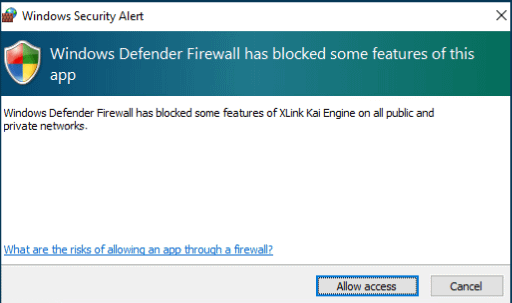 Windows Security Alert
Windows Defender Firewall has blocked some features of this
app
Windows Defender Firewall has blocked some features of XLink Kai Engine on all public and
private networks.
What are the risks of allowing an app through a firewall?
Allow access
Cancel